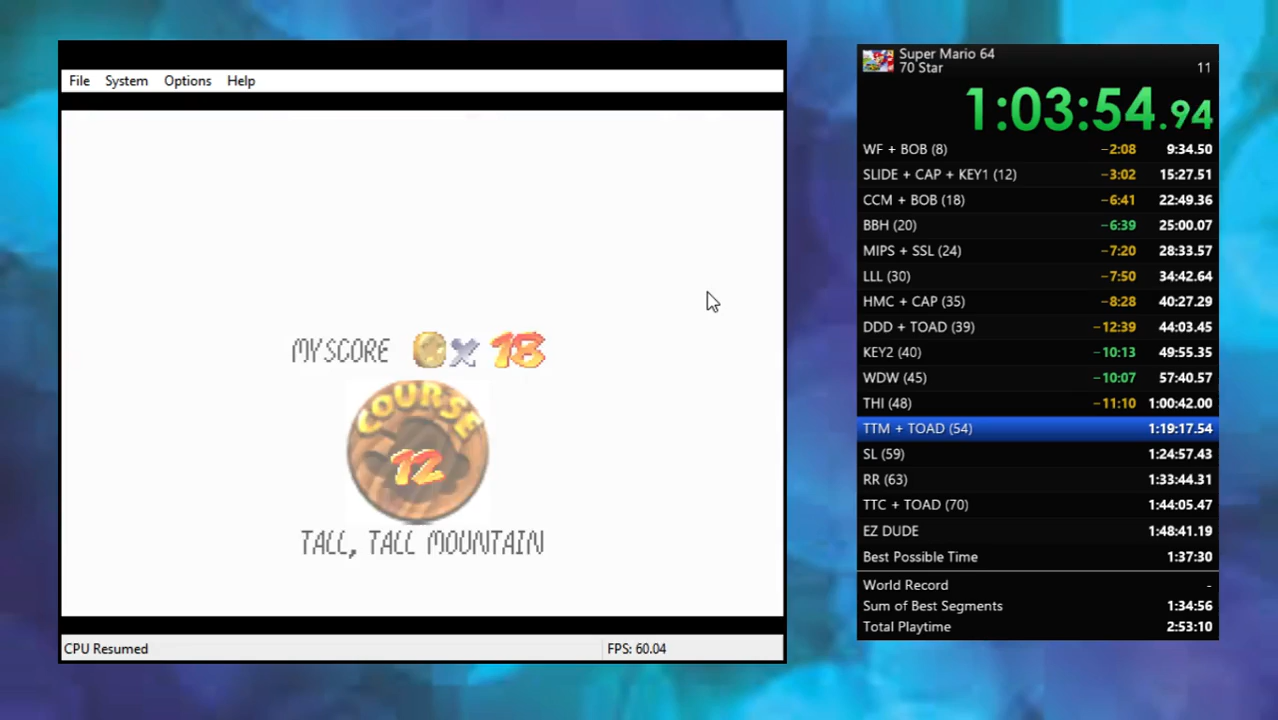 File System Options Help
MY SCORE × 18
COURSE
12
TALL, TALL MOUNTAIN
CPU Resumed FPS: 60.04
Super Mario 64
70 Star 11
1:03:54.94
WF + BOB (8) −2:08 9:34.50
SLIDE + CAP + KEY1 (12) −3:02 15:27.51
CCM + BOB (18) −6:41 22:49.36
BBH (20) −6:39 25:00.07
MIPS + SSL (24) −7:20 28:33.57
LLL (30) −7:50 34:42.64
HMC + CAP (35) −8:28 40:27.29
DDD + TOAD (39) −12:39 44:03.45
KEY2 (40) −10:13 49:55.35
WDW (45) −10:07 57:40.57
THI (48) −11:10 1:00:42.00
TTM + TOAD (54) 1:19:17.54
SL (59) 1:24:57.43
RR (63) 1:33:44.31
TTC + TOAD (70) 1:44:05.47
EZ DUDE 1:48:41.19
Best Possible Time 1:37:30
World Record -
Sum of Best Segments 1:34:56
Total Playtime 2:53:10